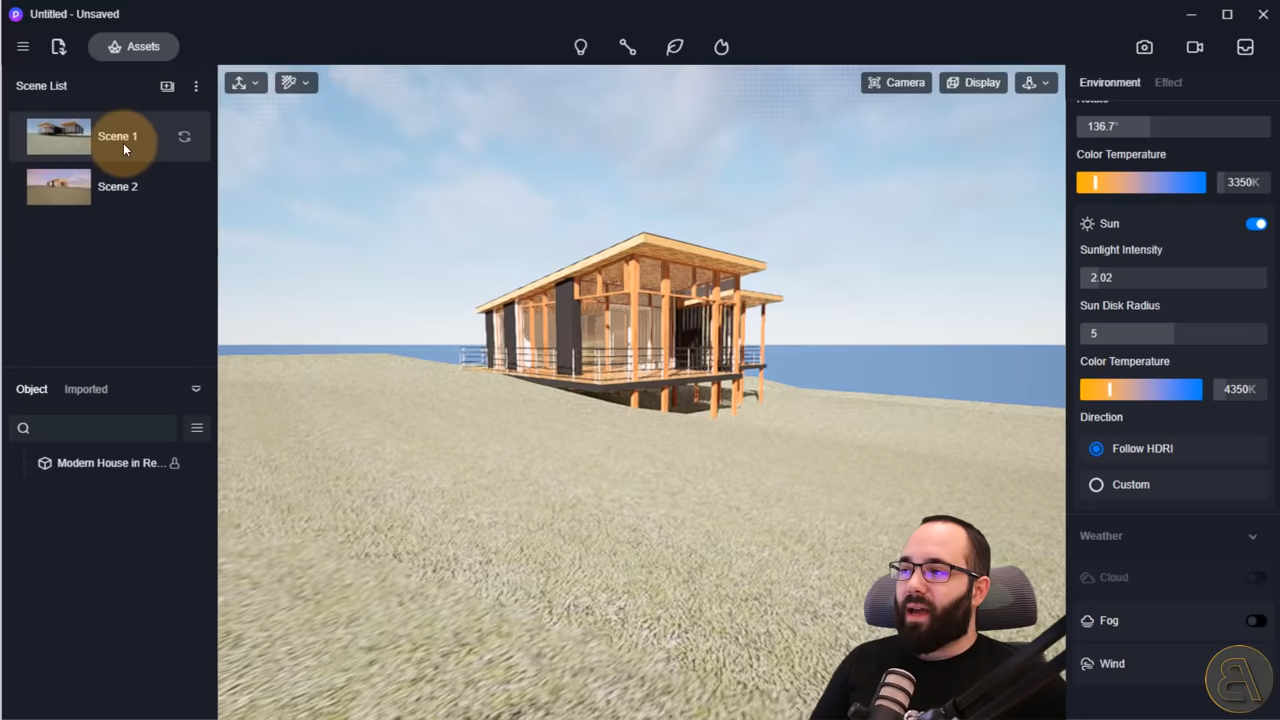 Untitled - Unsaved
Assets
Scene List
Scene 1
Scene 2
Object
Imported
Modern House in Re...
Camera
Display
Environment
Effect
Rotate
136.7°
Color Temperature
3350K
Sun
Sunlight Intensity
2.02
Sun Disk Radius
5
Color Temperature
4350K
Direction
Follow HDRI
Custom
Weather
Cloud
Fog
Wind